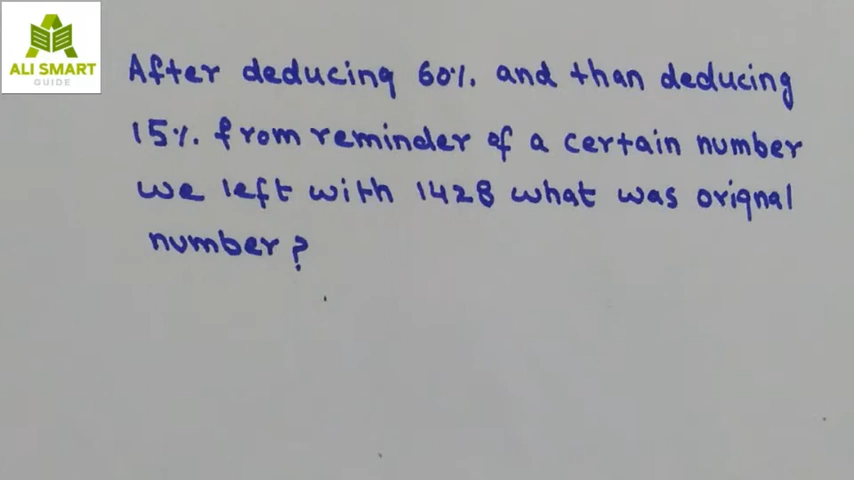 ALI SMART
GUIDE
After deducing 60%. and than deducing
15%. from reminder of a certain number
we left with 1428 what was orignal
number?